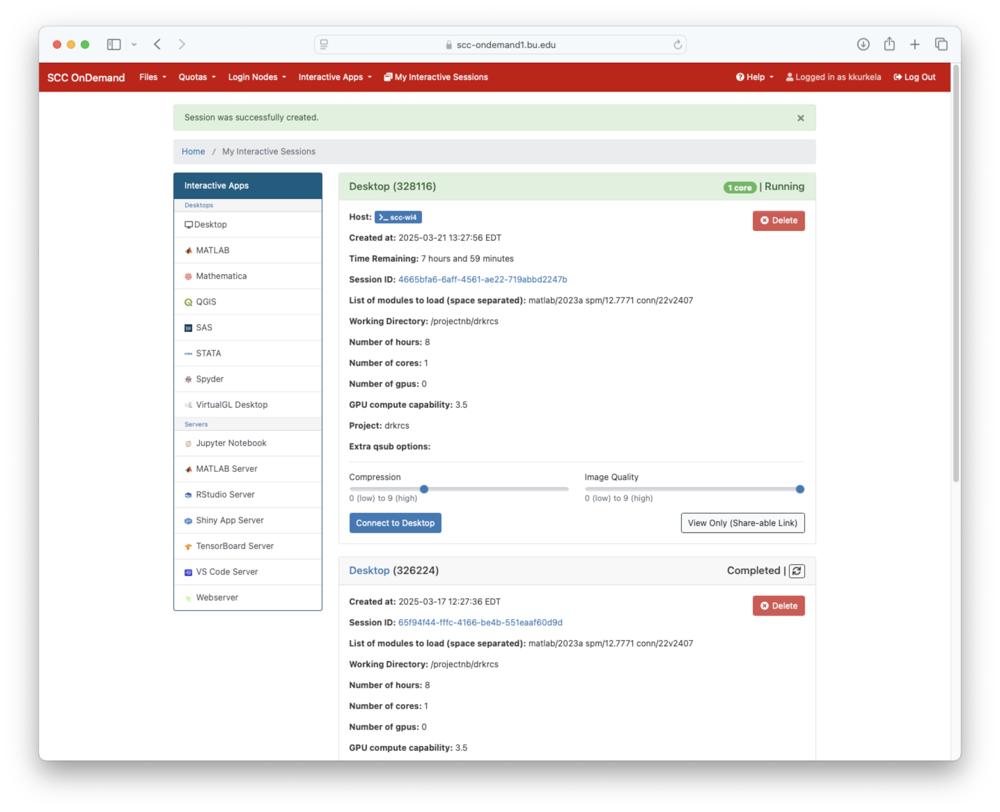 scc-ondemand1.bu.edu
SCC OnDemand Files Quotas Login Nodes Interactive Apps My Interactive Sessions Help Logged in as kkurkela Log Out
Session was successfully created. ×
Home / My Interactive Sessions
Interactive Apps
Desktops
Desktop
MATLAB
Mathematica
QGIS
SAS
STATA
Spyder
VirtualGL Desktop
Servers
Jupyter Notebook
MATLAB Server
RStudio Server
Shiny App Server
TensorBoard Server
VS Code Server
Webserver
Desktop (328116) 1 core | Running
Host: >_ scc-wi4 Delete
Created at: 2025-03-21 13:27:56 EDT
Time Remaining: 7 hours and 59 minutes
Session ID: 4665bfa6-6aff-4561-ae22-719abbd2247b
List of modules to load (space separated): matlab/2023a spm/12.7771 conn/22v2407
Working Directory: /projectnb/drkrcs
Number of hours: 8
Number of cores: 1
Number of gpus: 0
GPU compute capability: 3.5
Project: drkrcs
Extra qsub options:
Compression Image Quality
0 (low) to 9 (high) 0 (low) to 9 (high)
Connect to Desktop View Only (Share-able Link)
Desktop (326224) Completed |
Created at: 2025-03-17 12:27:36 EDT Delete
Session ID: 65f94f44-fffc-4166-be4b-551eaaf60d9d
List of modules to load (space separated): matlab/2023a spm/12.7771 conn/22v2407
Working Directory: /projectnb/drkrcs
Number of hours: 8
Number of cores: 1
Number of gpus: 0
GPU compute capability: 3.5